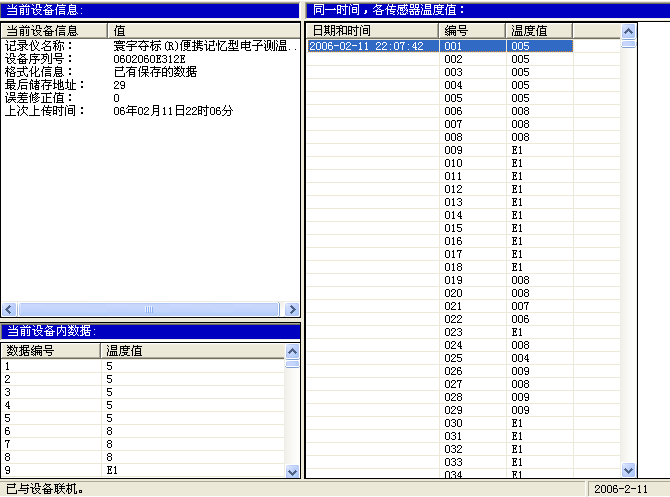 当前设备信息:
当前设备信息 值
记录仪名称： 寰宇夺标(R)便携记忆型电子测温..
设备序列号： 0602060E312E
格式化信息： 已有保存的数据
最后储存地址： 29
误差修正值： 0
上次上传时间： 06年02月11日22时06分
当前设备内数据:
数据编号 温度值
1 5
2 5
3 5
4 5
5 5
6 8
7 8
8 8
9 E1
同一时间，各传感器温度值：
日期和时间 编号 温度值
2006-02-11 22:07:42 001 005
002 005
003 005
004 005
005 005
006 008
007 008
008 008
009 E1
010 E1
011 E1
012 E1
013 E1
014 E1
015 E1
016 E1
017 E1
018 E1
019 008
020 008
021 007
022 006
023 E1
024 008
025 004
026 009
027 008
028 009
029 009
030 E1
031 E1
032 E1
033 E1
034 E1
已与设备联机。 2006-2-11